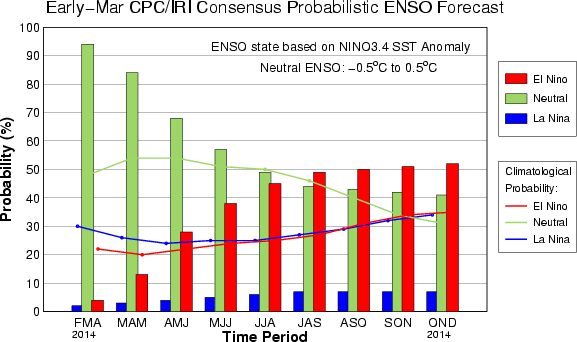 Early-Mar CPC/IRI Consensus Probabilistic ENSO Forecast
ENSO state based on NINO3.4 SST Anomaly
Neutral ENSO: -0.5°C to 0.5°C
Probability (%)
100
90
80
70
60
50
40
30
20
10
0
FMA MAM AMJ MJJ JJA JAS ASO SON OND
2014 2014
Time Period
El Nino
Neutral
La Nina
Climatological
Probability:
El Nino
Neutral
La Nina